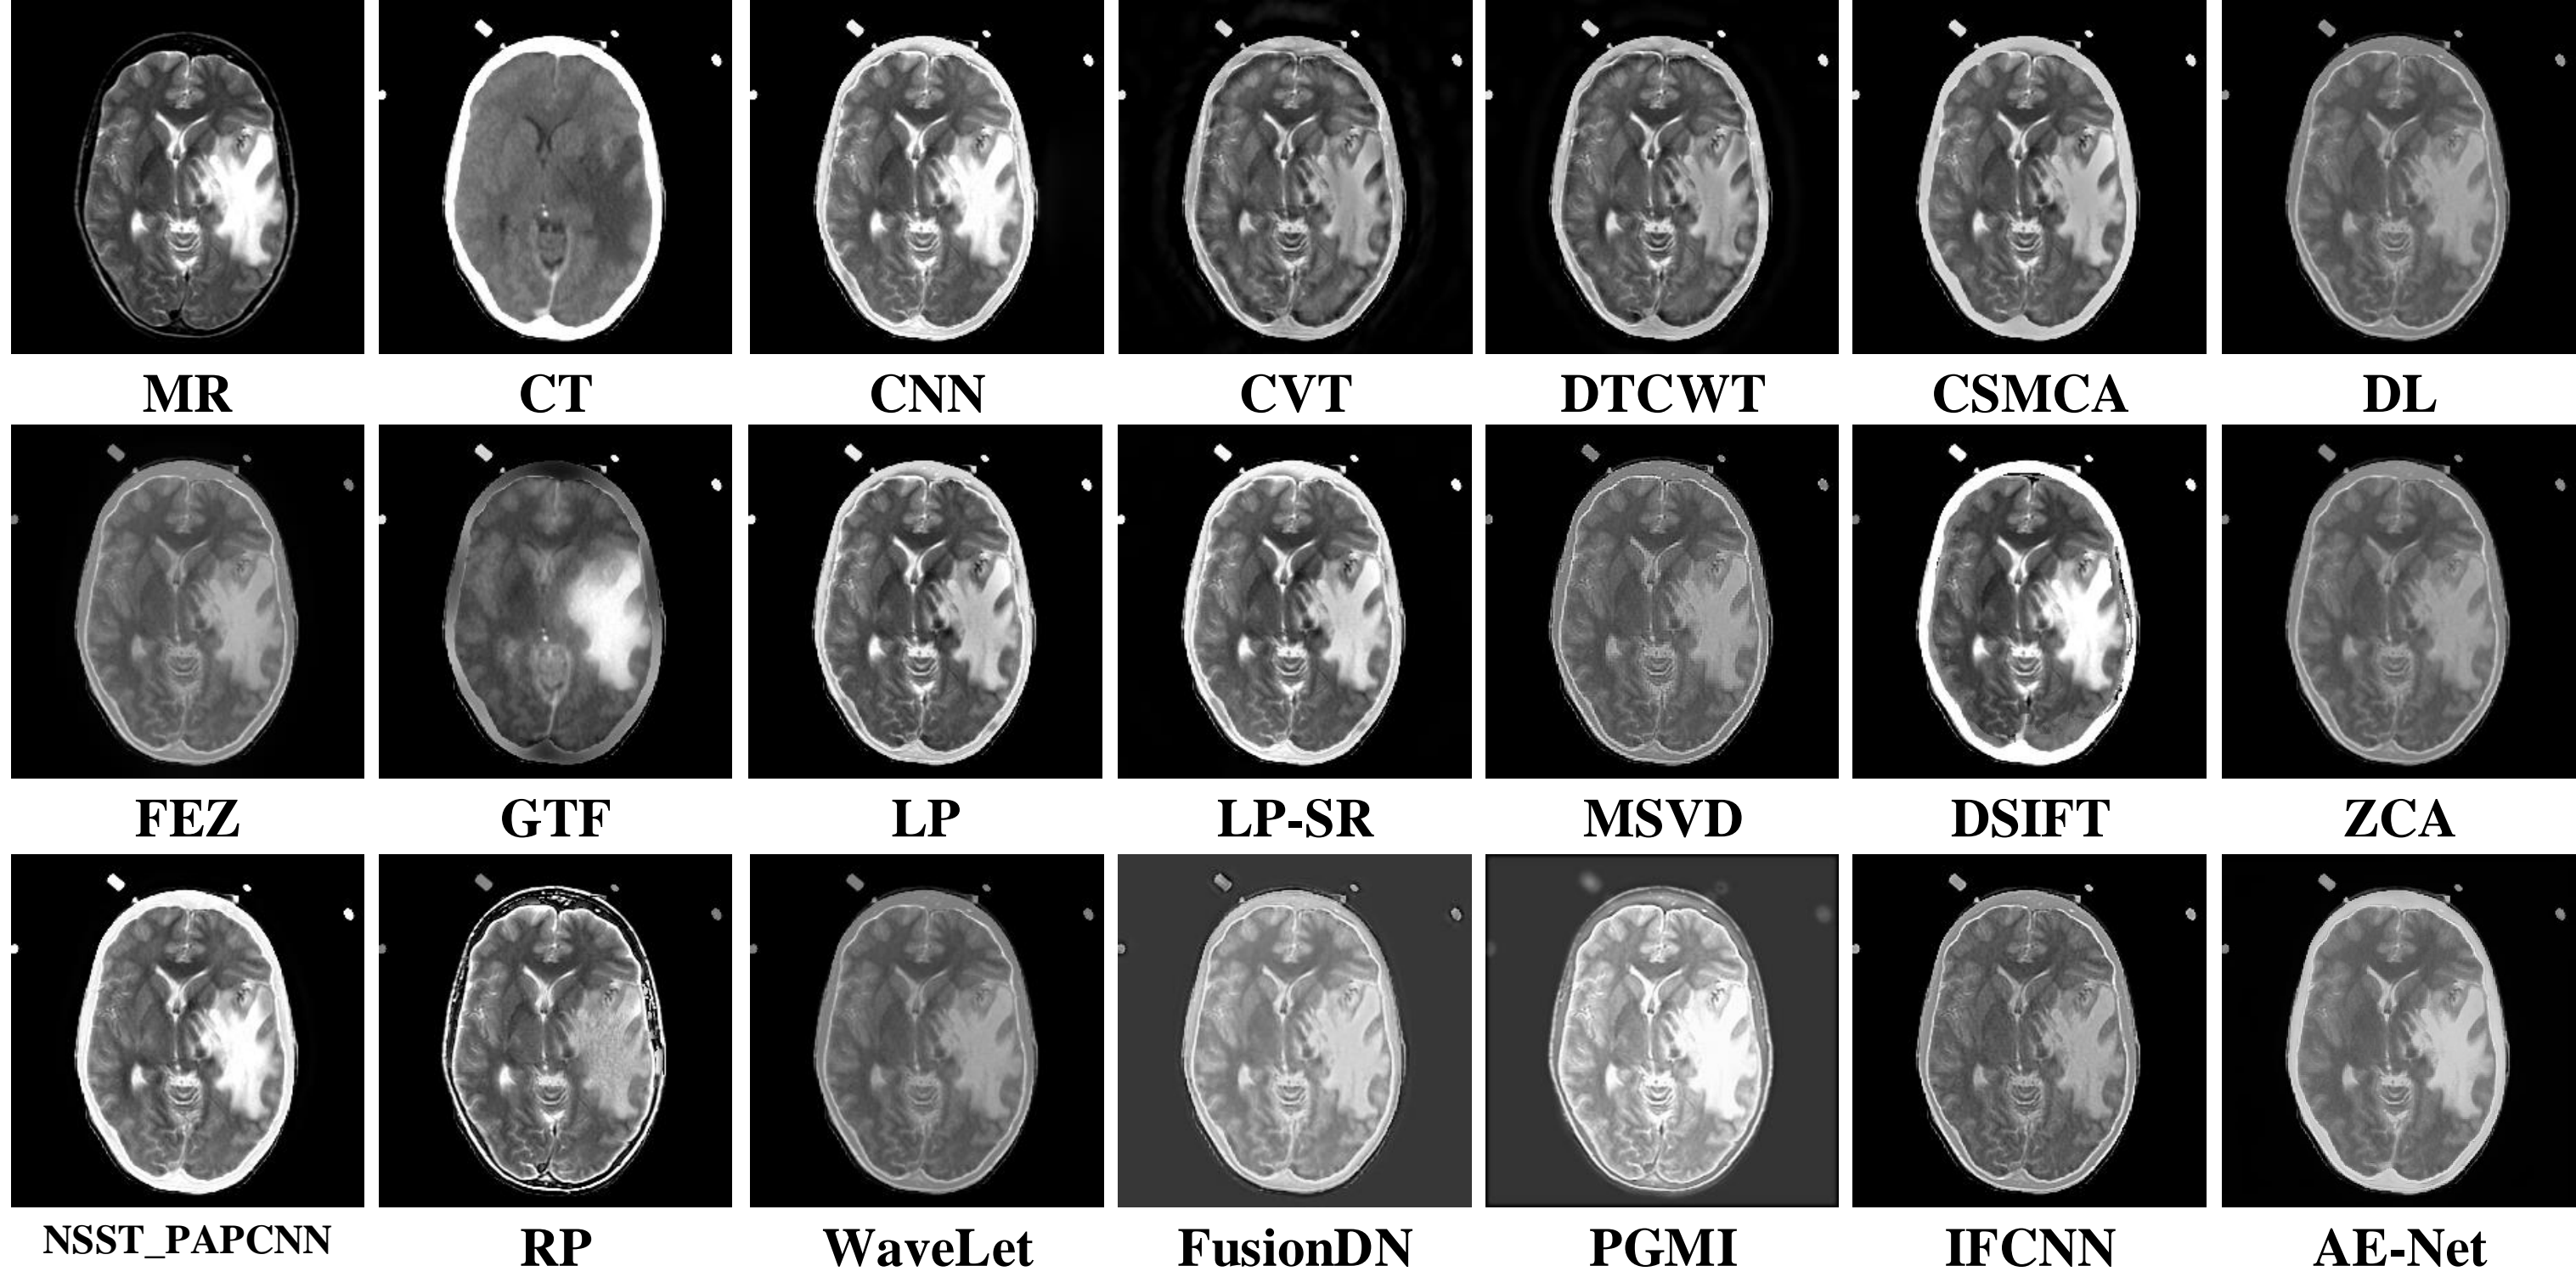 MR CT CNN CVT DTCWT CSMCA DL
FEZ GTF LP LP-SR MSVD DSIFT ZCA
NSST_PAPCNN RP WaveLet FusionDN PGMI IFCNN AE-Net